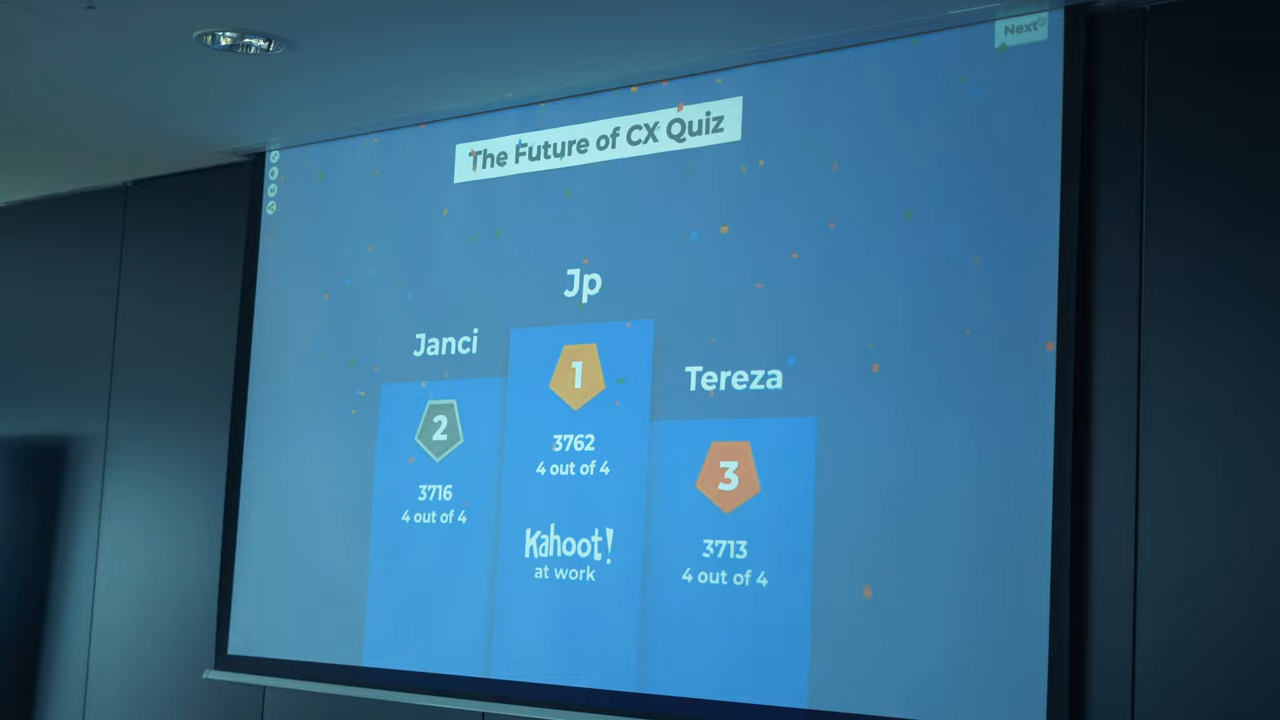 Next
The Future of CX Quiz
Jp
Janci
Tereza
1
2
3
3762
4 out of 4
3716
4 out of 4
3713
4 out of 4
Kahoot!
at work